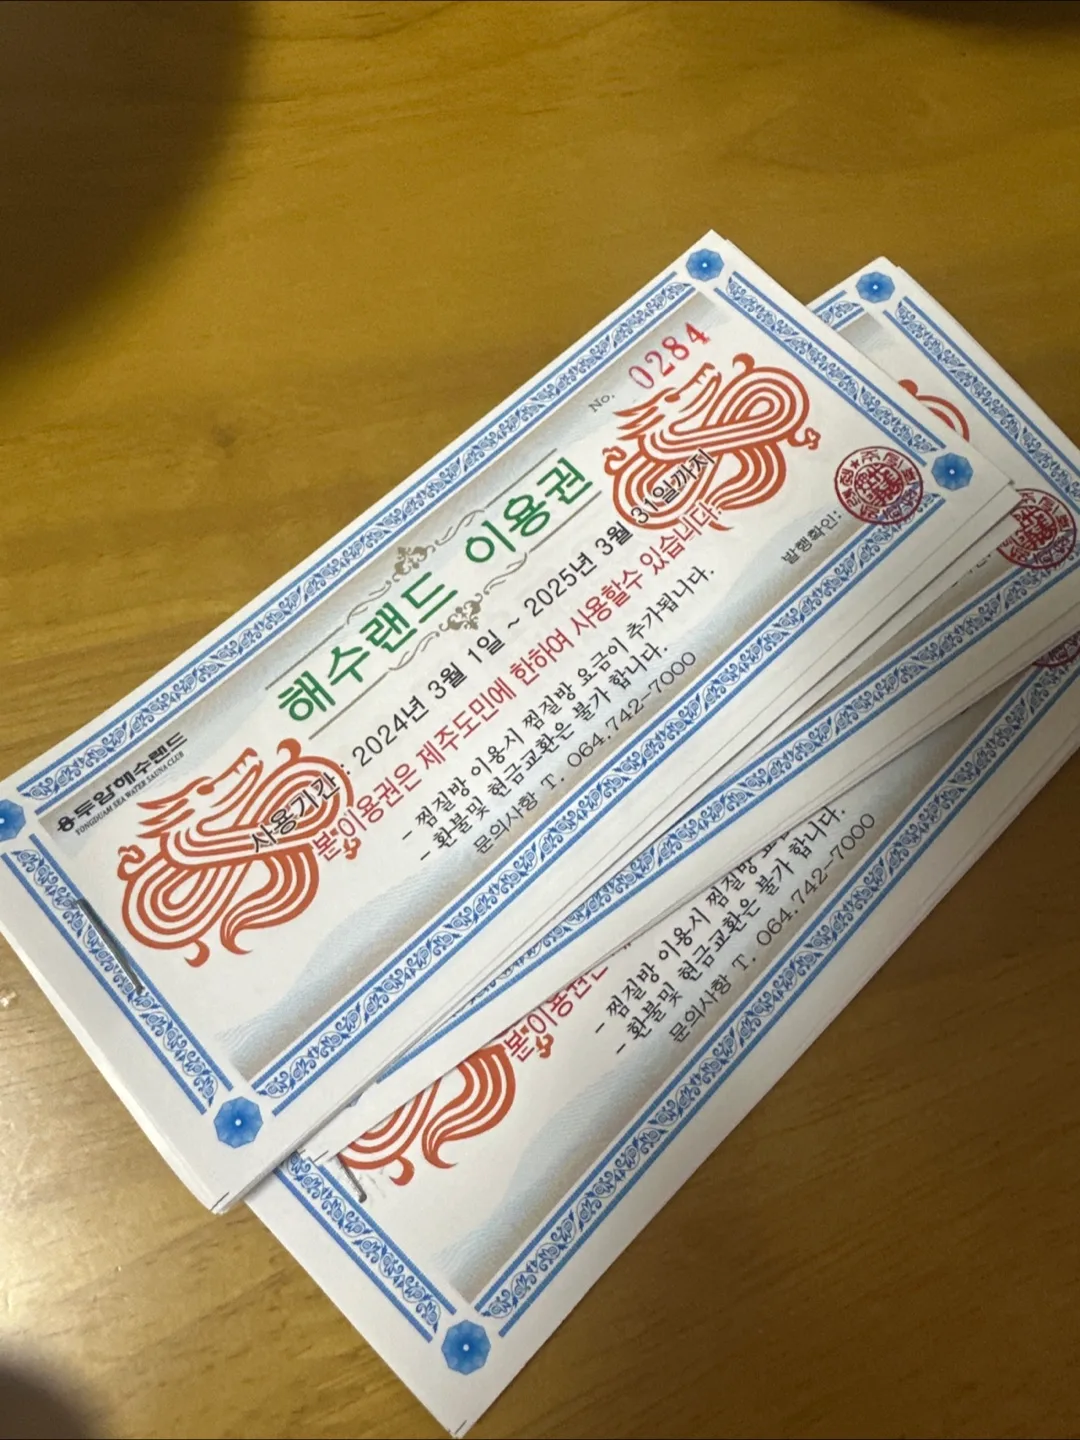 용두암해수랜드
YONGDUAM SEA WATER SAUNA CLUB
No. 0284
해수랜드 이용권
사용기간 : 2024년 3월 1일 ~ 2025년 3월 31일까지
본 이용권은 제주도민에 한하여 사용할수 있습니다.
- 찜질방 이용시 찜질방 요금이 추가됩니다.
- 환불및 현금교환은 불가 합니다.
문의사항 T. 064.742-7000
발행확인:
본 이용권은
- 찜질방 이용시 찜질방
- 환불및 현금교환은 불가 합니다.
문의사항 T. 064.742-7000